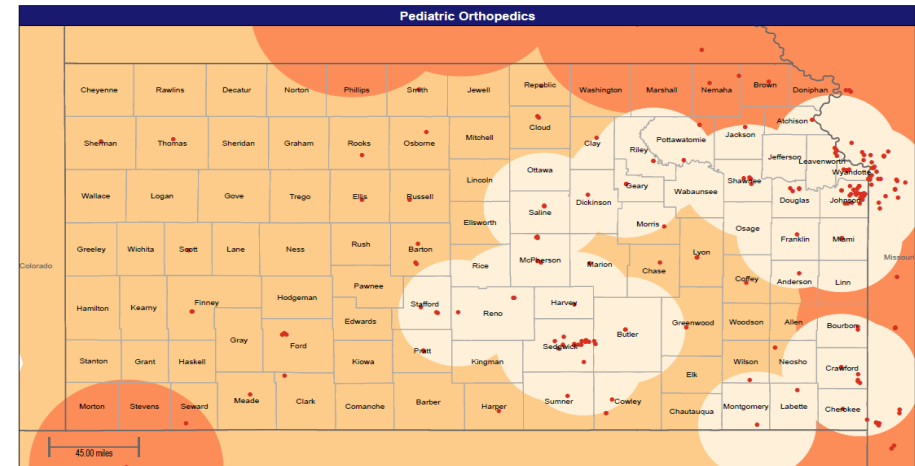 Pediatric Orthopedics
Cheyenne Rawlins Decatur Norton Phillips Smith Jewell Republic Washington Marshall Nemaha Brown Doniphan
Atchison
Sherman Thomas Sheridan Graham Rooks Osborne Mitchell Cloud Clay Riley Pottawatomie Jackson
Jefferson Leavenworth
Wyandotte
Wallace Logan Gove Trego Ellis Russell Lincoln Ottawa Saline Dickinson Geary Wabaunsee Shawnee Douglas Johnson
Ellsworth Morris Osage Franklin Miami
Greeley Wichita Scott Lane Ness Rush Barton Rice McPherson Marion Chase Lyon Coffey Anderson Linn
Colorado Missouri
Hamilton Kearny Finney Hodgeman Pawnee Stafford Reno Harvey
Gray Ford Edwards Sedgwick Butler Greenwood Woodson Allen Bourbon
Stanton Grant Haskell Kiowa Pratt Kingman Elk Wilson Neosho Crawford
Morton Stevens Seward Meade Clark Comanche Barber Harper Sumner Cowley Chautauqua Montgomery Labette Cherokee
45.00 miles